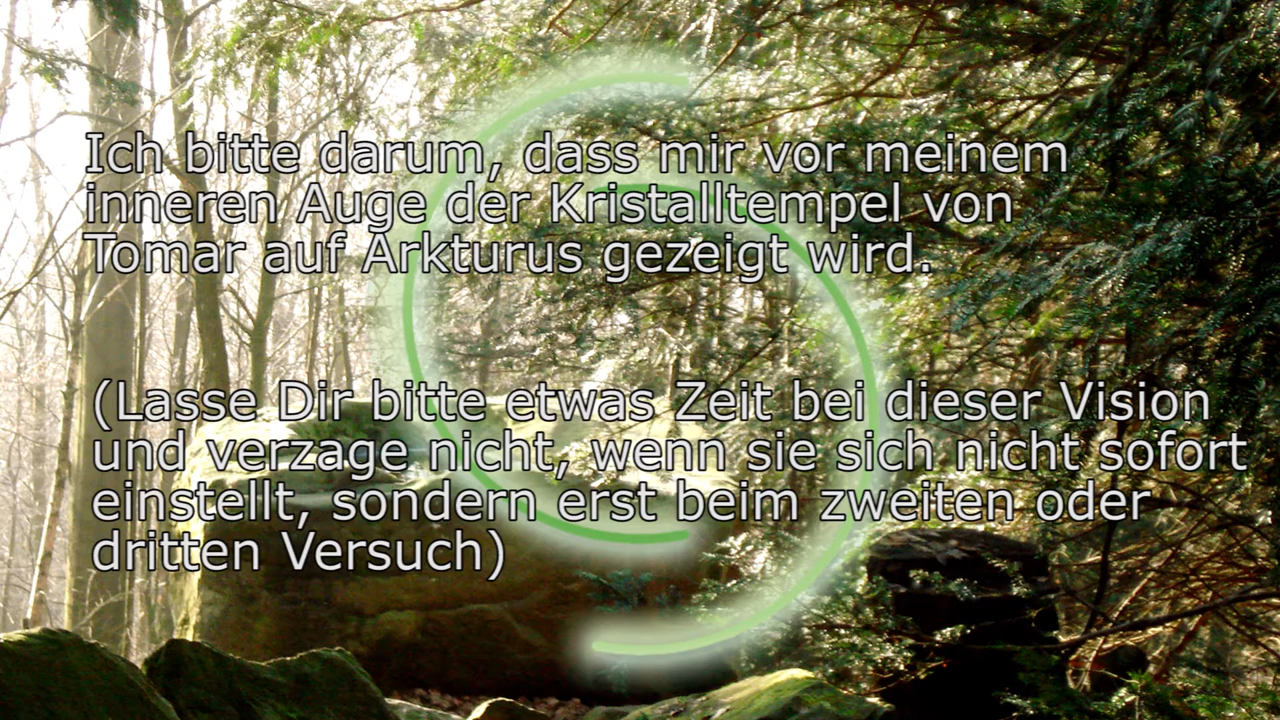 Ich bitte darum, dass mir vor meinem
inneren Auge der Kristalltempel von
Tomar auf Arkturus gezeigt wird.
(Lasse Dir bitte etwas Zeit bei dieser Vision
und verzage nicht, wenn sie sich nicht sofort
einstellt, sondern erst beim zweiten oder
dritten Versuch)